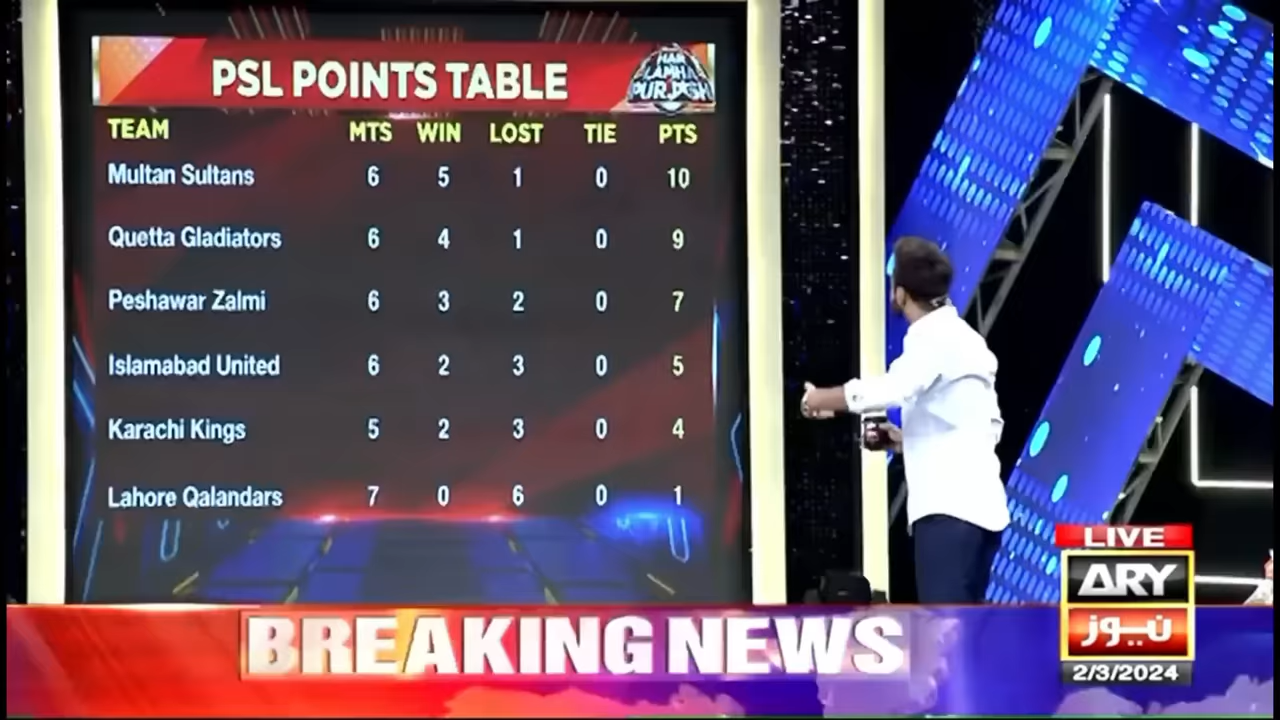 PSL POINTS TABLE
HAR
LAMHA
PURJOSH
TEAM MTS WIN LOST TIE PTS
Multan Sultans 6 5 1 0 10
Quetta Gladiators 6 4 1 0 9
Peshawar Zalmi 6 3 2 0 7
Islamabad United 6 2 3 0 5
Karachi Kings 5 2 3 0 4
Lahore Qalandars 7 0 6 0 1
LIVE
ARY
نیوز
2/3/2024
BREAKING NEWS